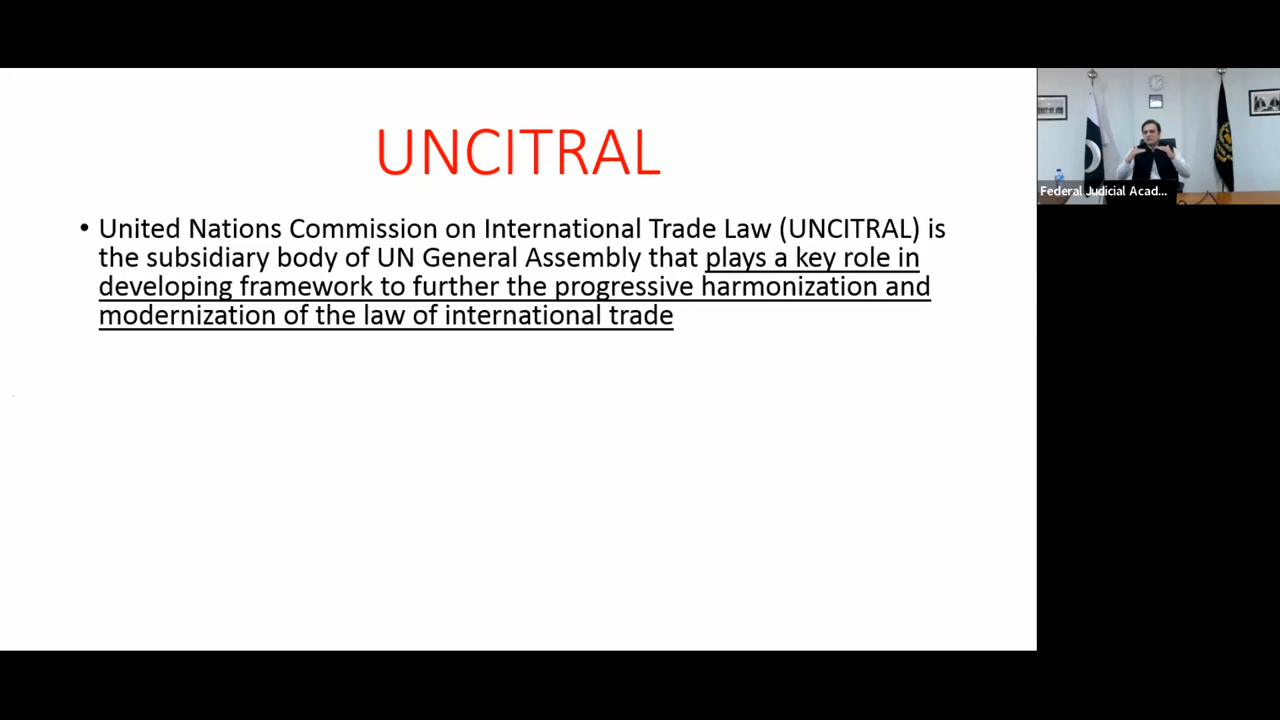 UNCITRAL
• United Nations Commission on International Trade Law (UNCITRAL) is
the subsidiary body of UN General Assembly that plays a key role in
developing framework to further the progressive harmonization and
modernization of the law of international trade
Federal Judicial Acad...